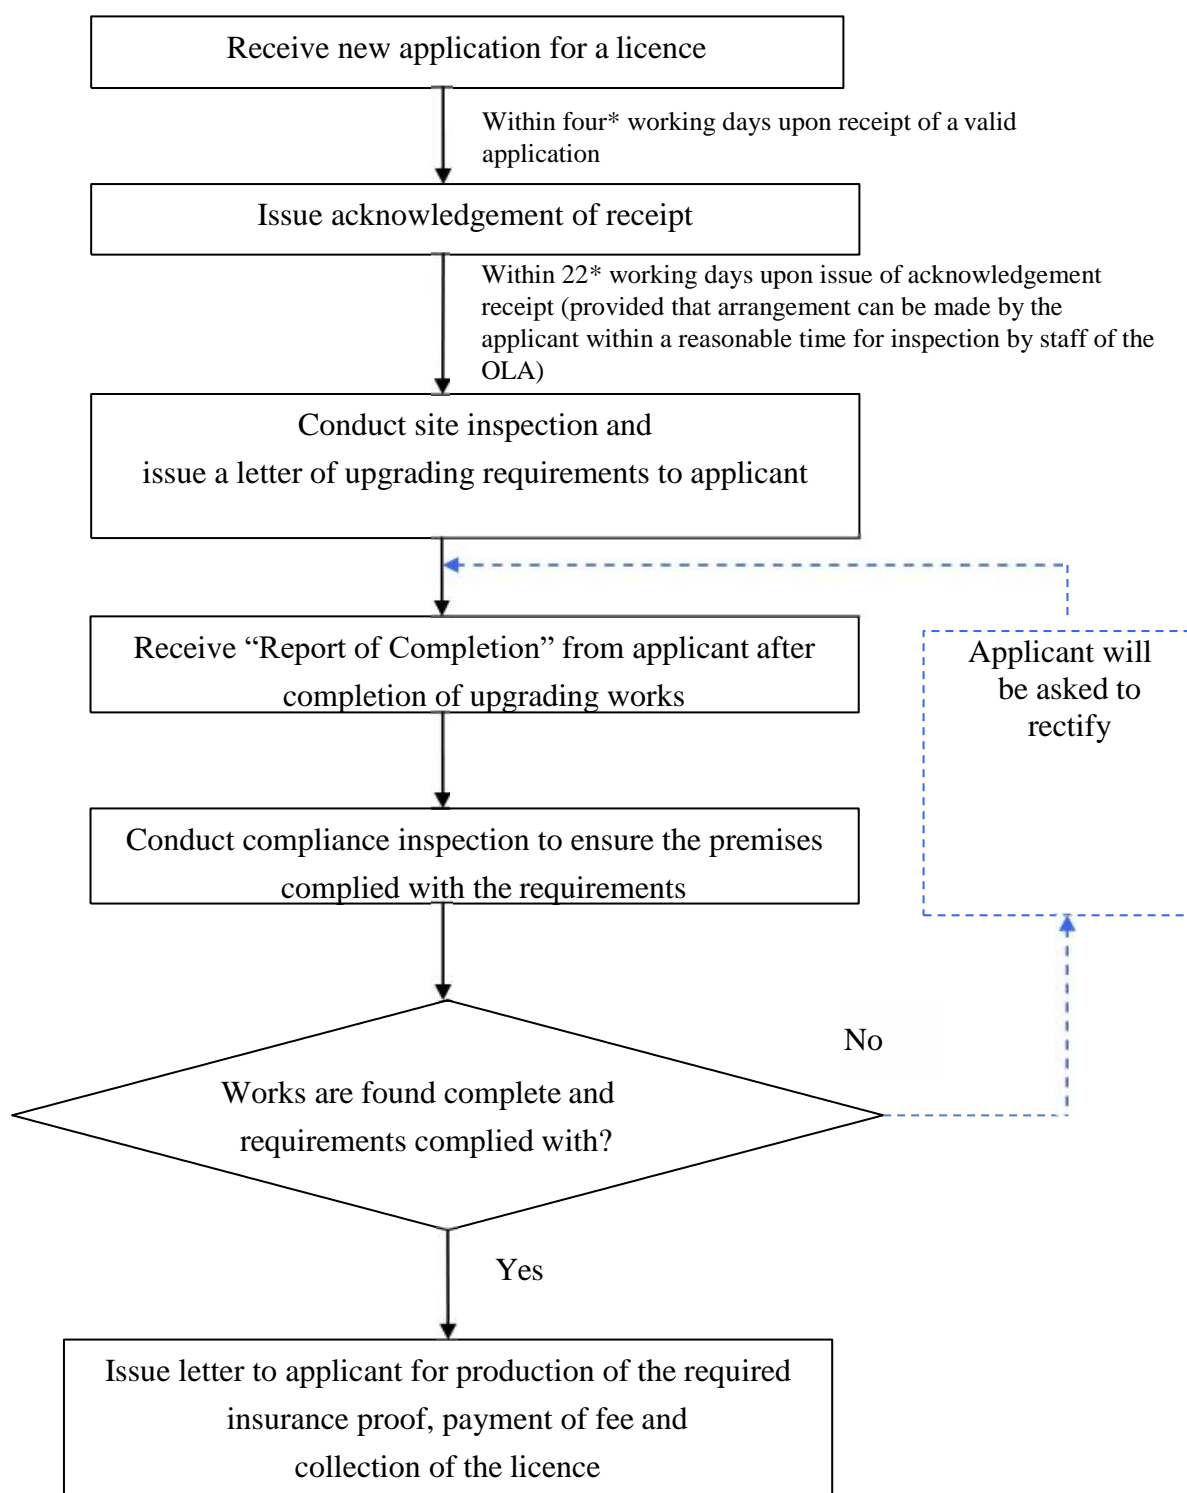 Receive new application for a licence
Within four* working days upon receipt of a valid
application
Issue acknowledgement of receipt
Within 22* working days upon issue of acknowledgement
receipt (provided that arrangement can be made by the
applicant within a reasonable time for inspection by staff of the
OLA)
Conduct site inspection and
issue a letter of upgrading requirements to applicant
Receive “Report of Completion” from applicant after
completion of upgrading works
Applicant will
be asked to
rectify
Conduct compliance inspection to ensure the premises
complied with the requirements
No
Works are found complete and
requirements complied with?
Yes
Issue letter to applicant for production of the required
insurance proof, payment of fee and
collection of the licence